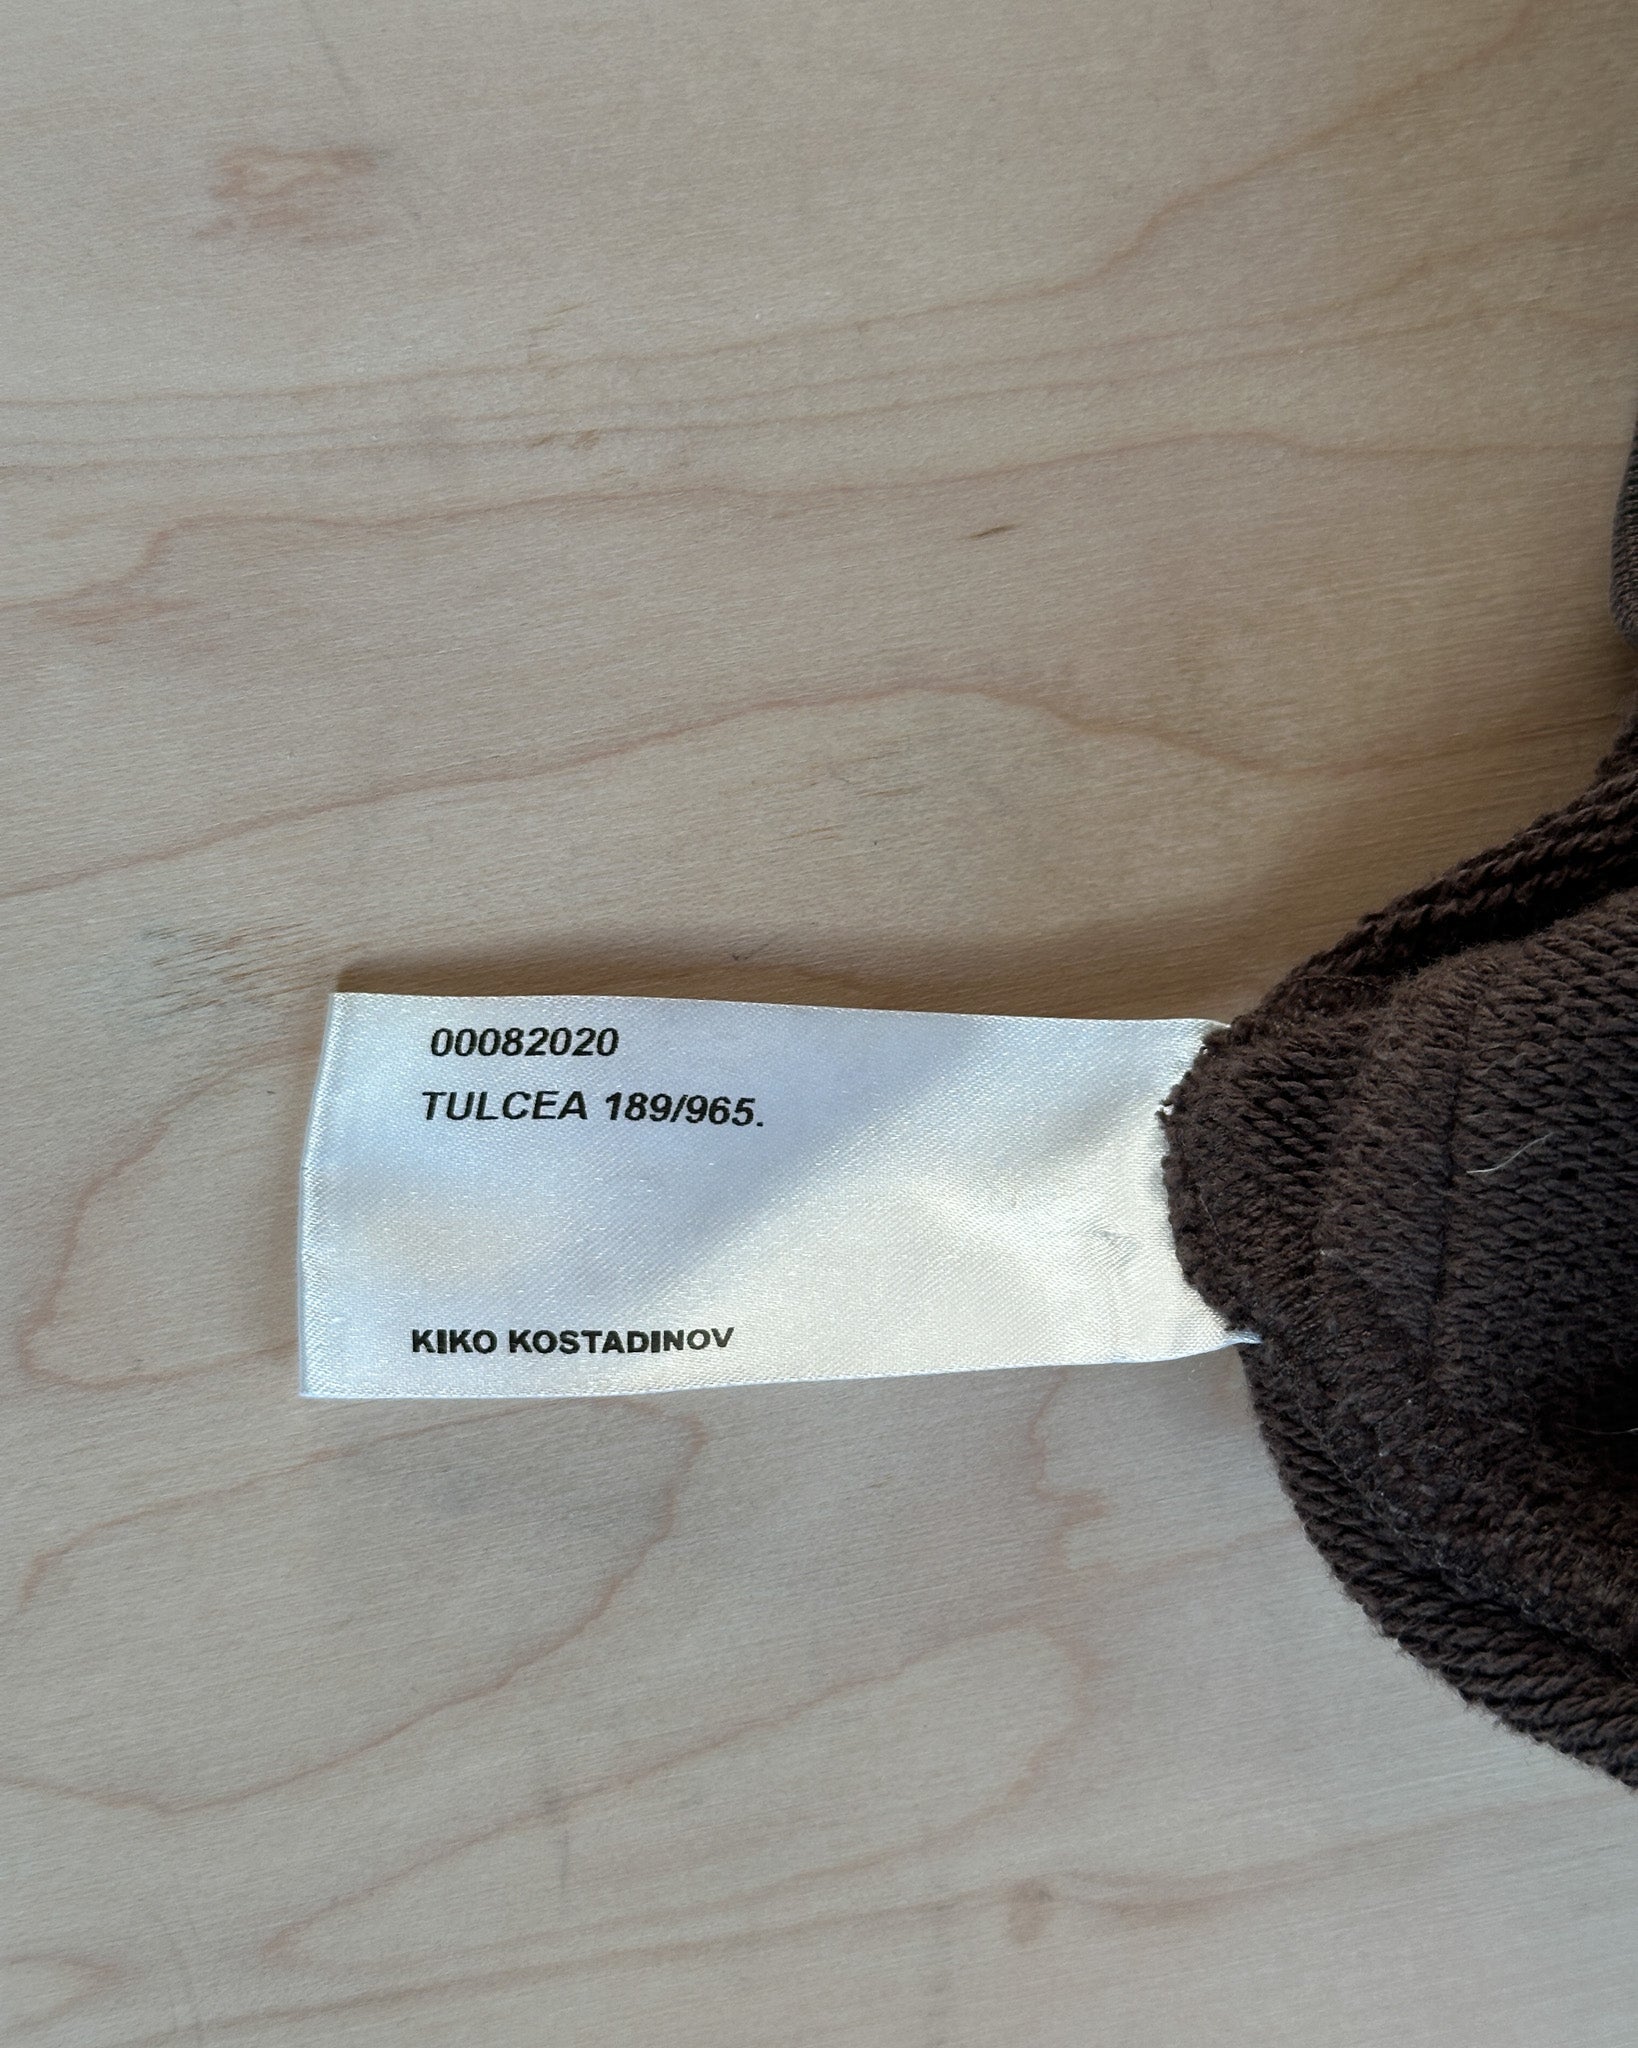 00082020
TULCEA 189/965.
KIKO KOSTADINOV